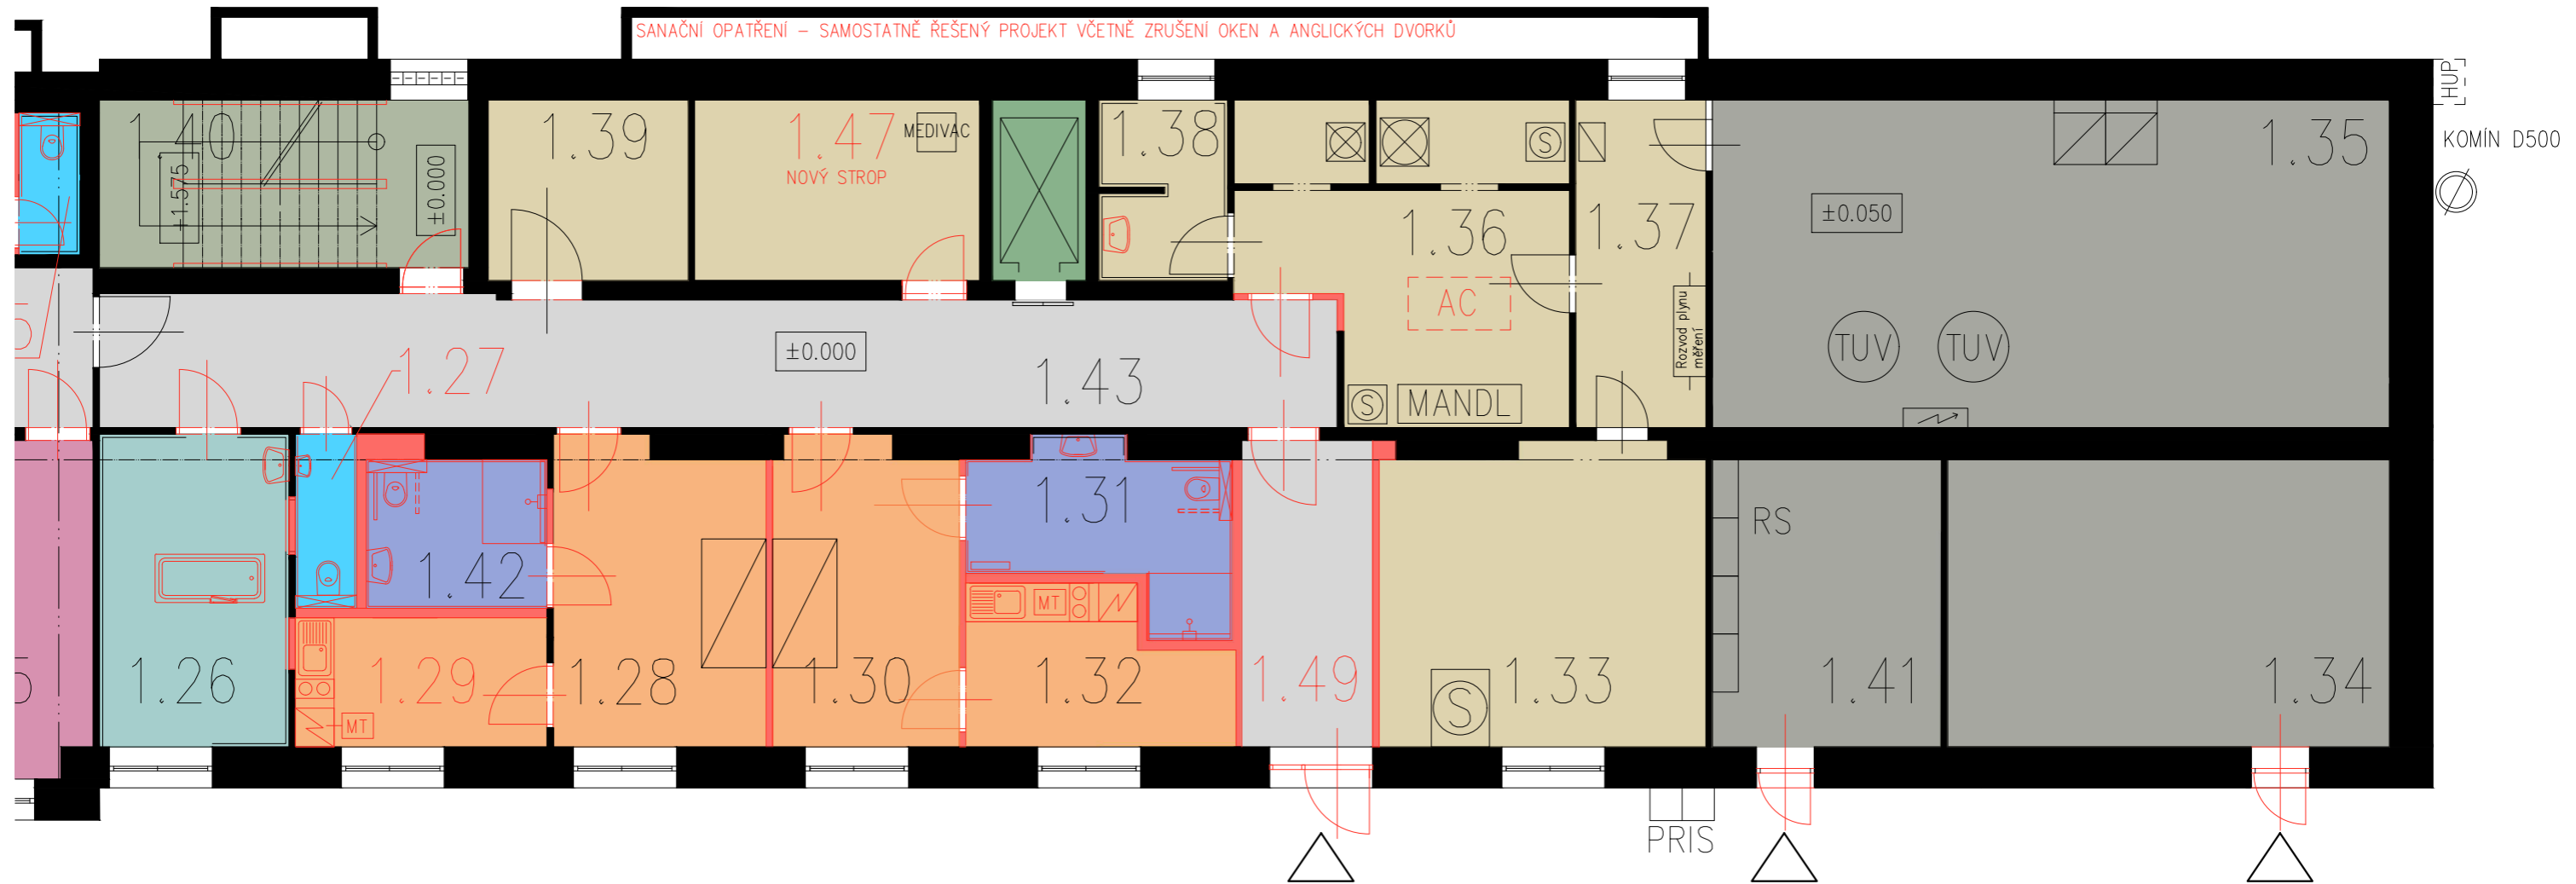 SANAČNÍ OPATŘENÍ – SAMOSTATNĚ ŘEŠENÝ PROJEKT VČETNĚ ZRUŠENÍ OKEN A ANGLICKÝCH DVORKŮ
HUP
KOMÍN D500
1.40
+1.575
±0.000
1.39
1.47
NOVÝ STROP
MEDIVAC
1.38
S
1.36
AC
1.37
Rozvod plynu
měření
1.35
±0.050
TUV
TUV
1.27
±0.000
1.43
S
MANDL
1.26
1.42
1.29
MT
1.28
1.30
1.31
MT
1.32
1.49
S
1.33
RS
1.41
1.34
5
5
PRIS